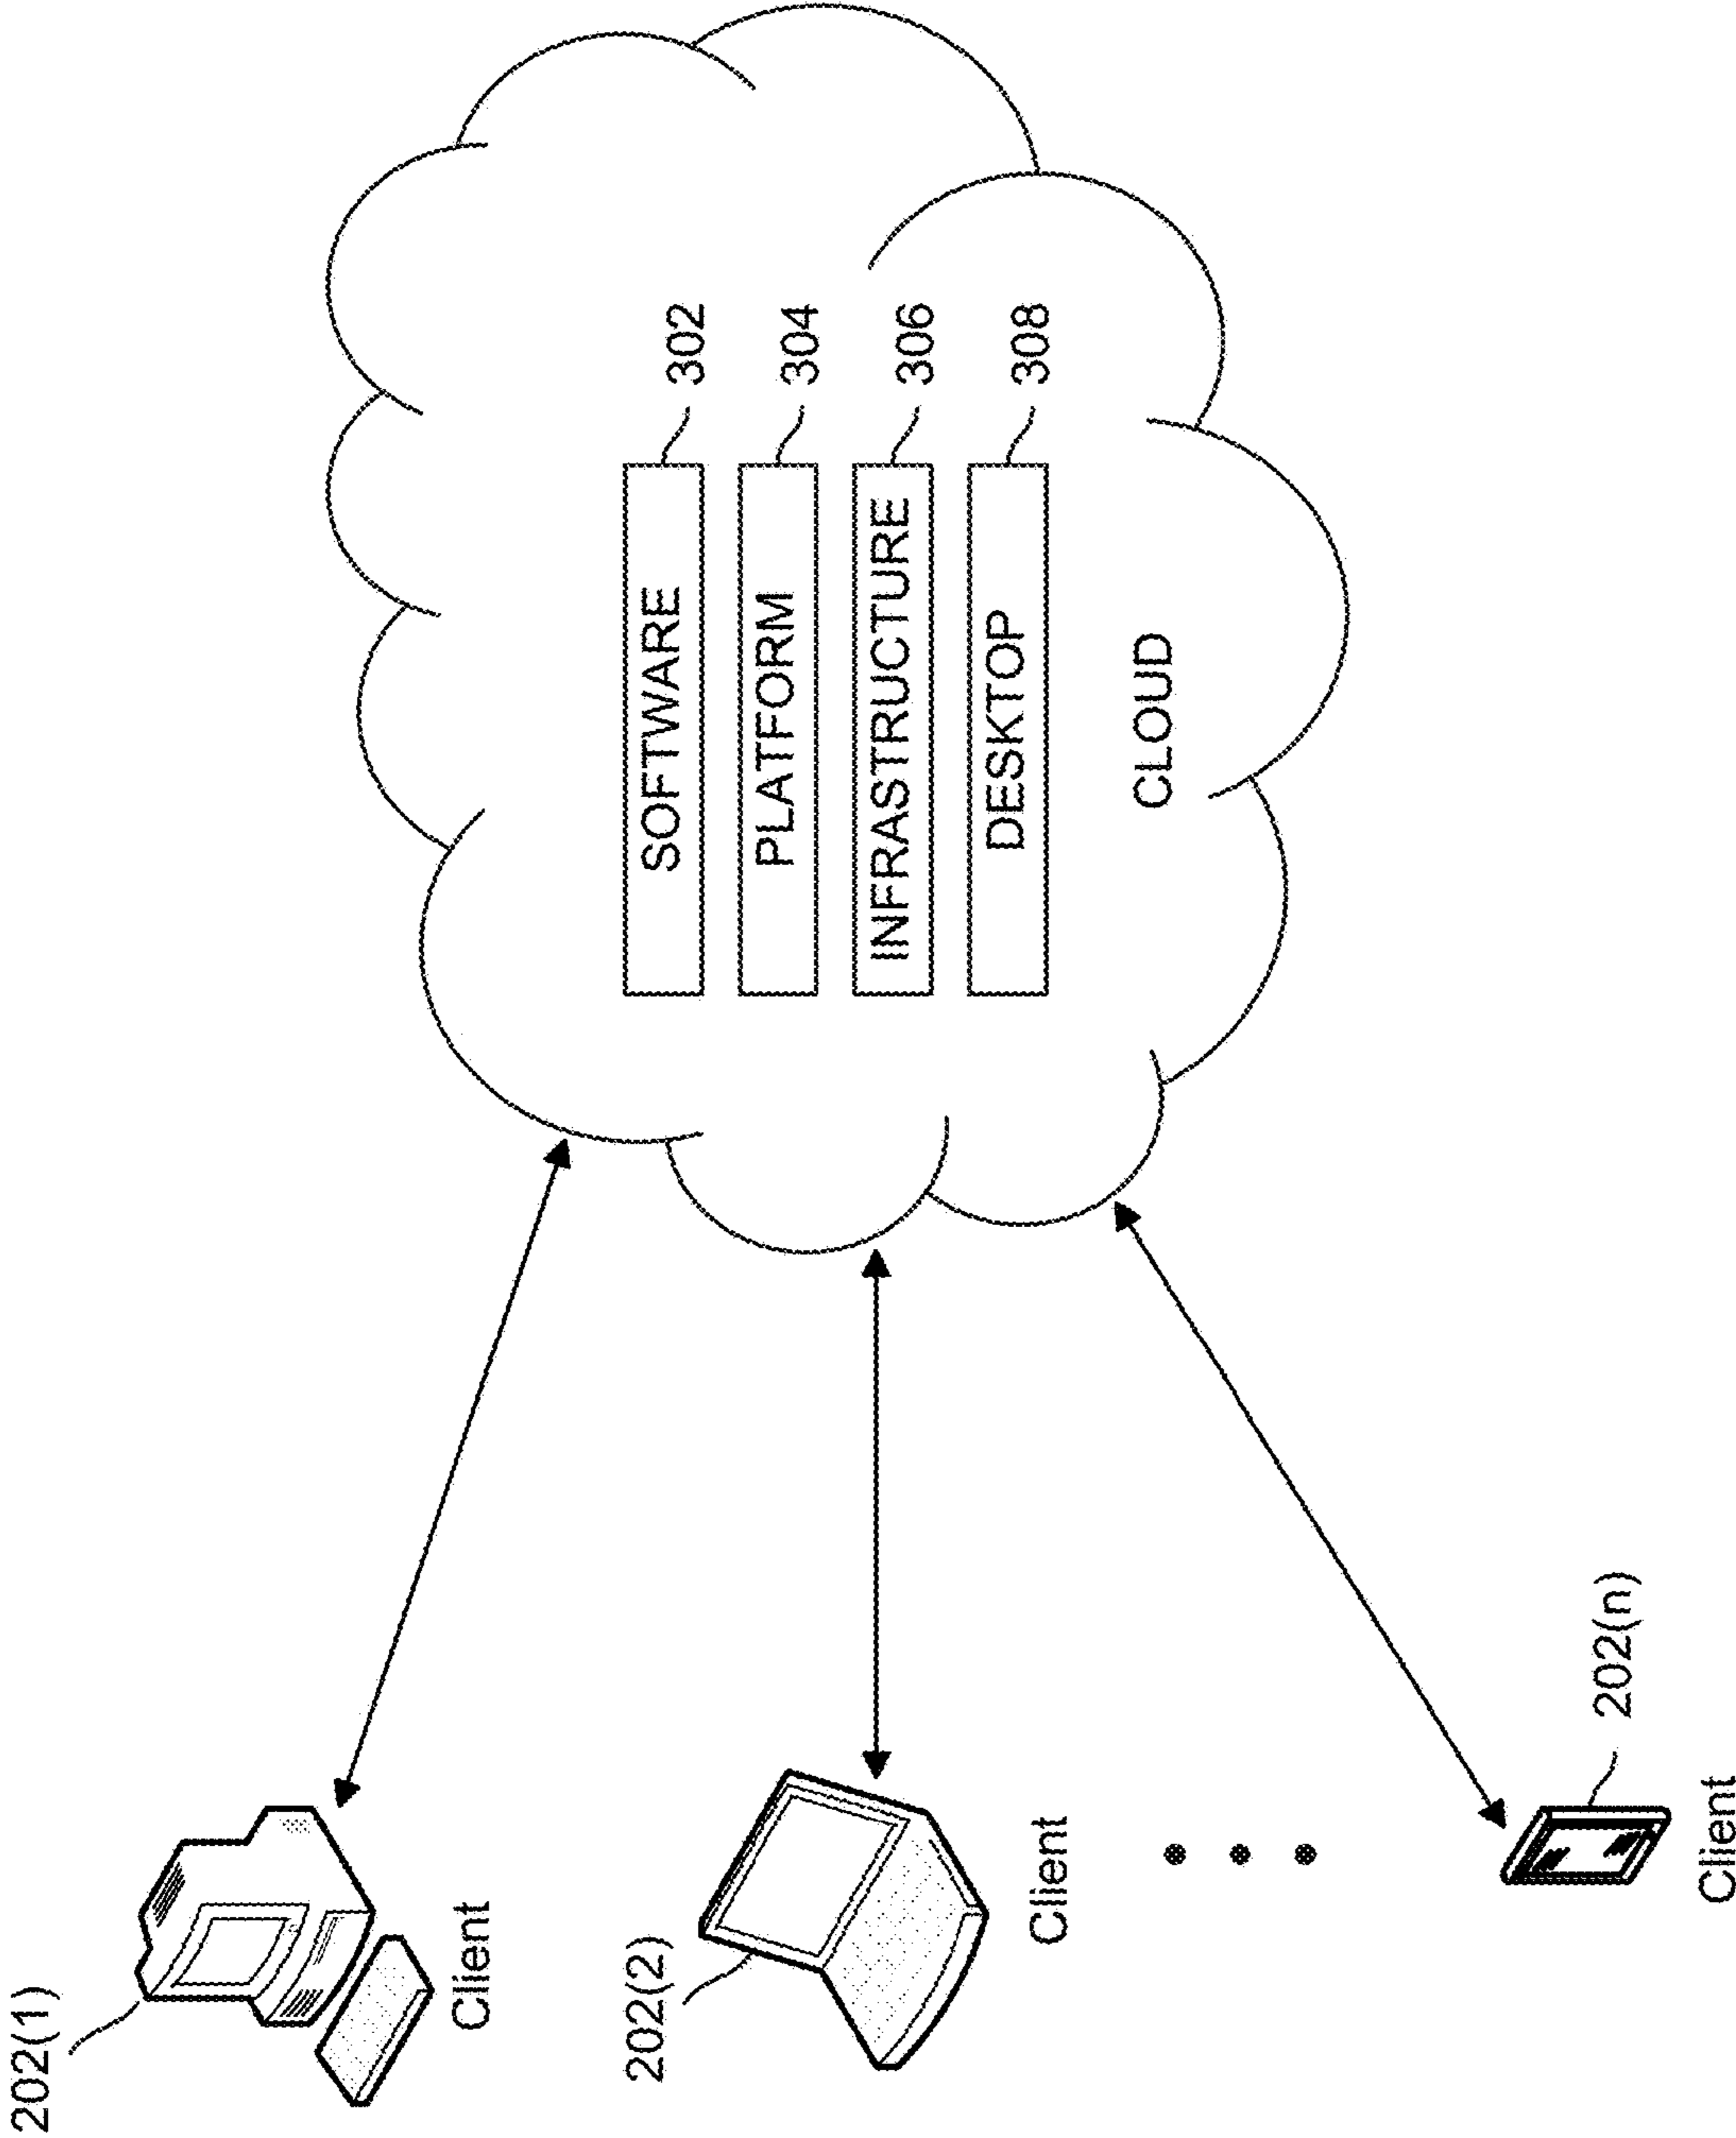 202(1)
Client
202(2)
Client
202(n)
Client
SOFTWARE
302
PLATFORM
304
INFRASTRUCTURE
306
DESKTOP
308
CLOUD